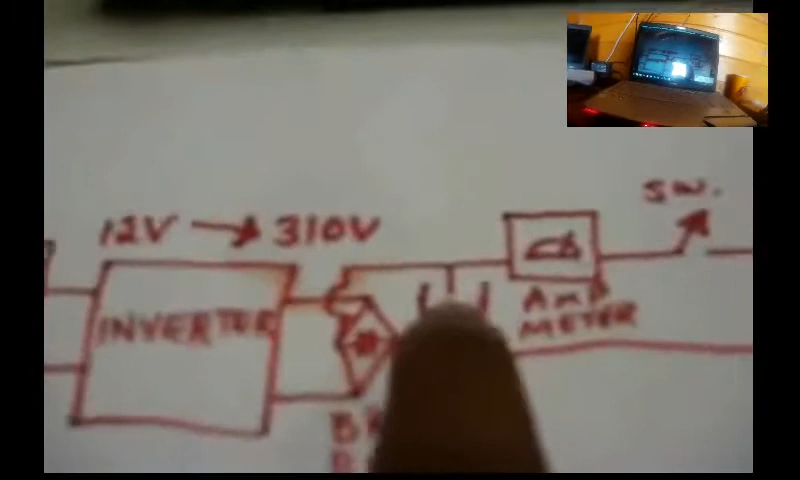 SW.
12V → 310V
INVERTER
AMP
METER